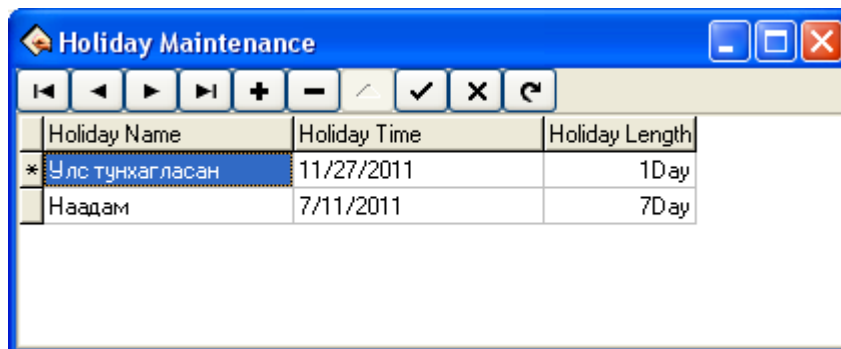 Holiday Maintenance
Holiday Name Holiday Time Holiday Length
Улс тунхагласан 11/27/2011 1Day
Наадам 7/11/2011 7Day